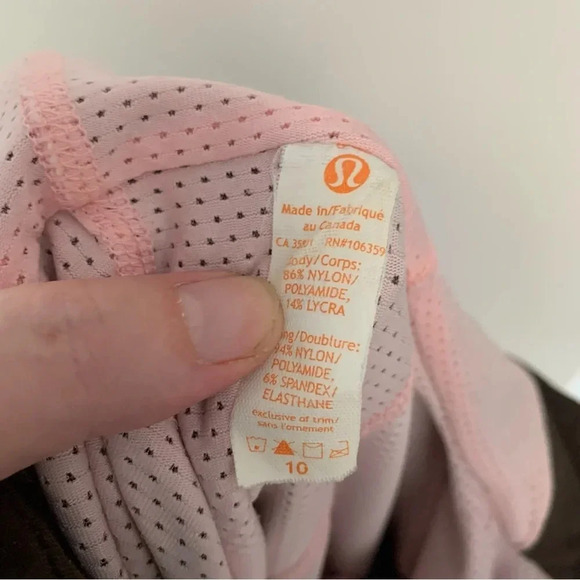 Made in/Fabriqué
au Canada
RN#106359
/Corps:
86% NYLON/
POLYAMIDE,
14% LYCRA
/Doublure:
94% NYLON/
POLYAMIDE,
6% SPANDEX/
ELASTHANE
exclusive of trim/
sans l'ornement
10